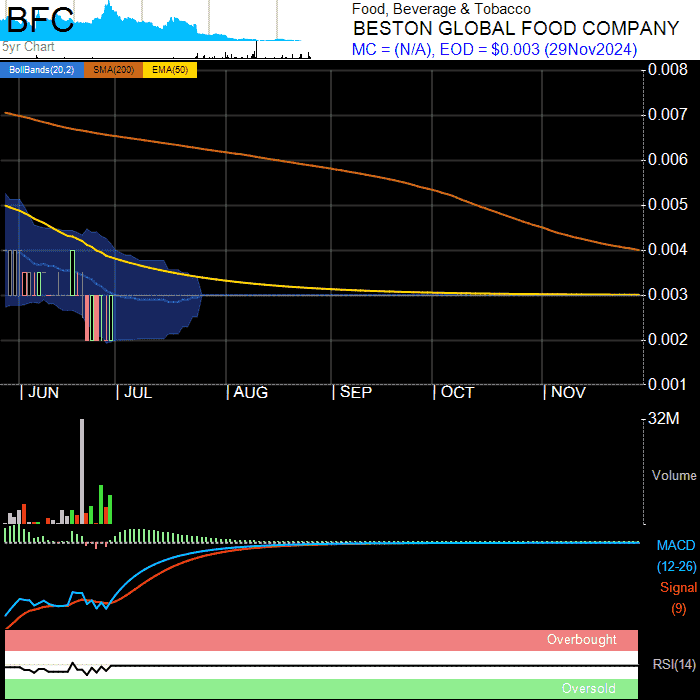 BFC
5yr Chart
Food, Beverage & Tobacco
BESTON GLOBAL FOOD COMPANY
MC = (N/A), EOD = $0.003 (29Nov2024)
BollBands(20,2) SMA(200) EMA(50)
0.008
0.007
0.006
0.005
0.004
0.003
0.002
0.001
JUN JUL AUG SEP OCT NOV
32M
Volume
MACD
(12-26)
Signal
(9)
Overbought
RSI(14)
Oversold